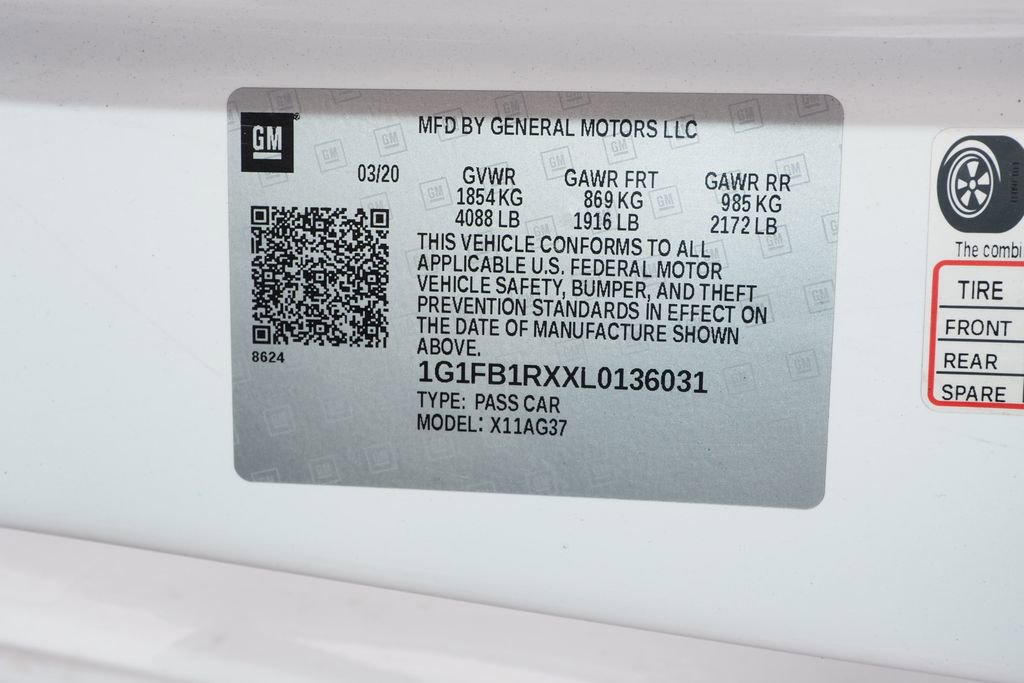 GM
MFD BY GENERAL MOTORS LLC
03/20
GVWR GAWR FRT GAWR RR
1854 KG 869 KG 985 KG
4088 LB 1916 LB 2172 LB
THIS VEHICLE CONFORMS TO ALL
APPLICABLE U.S. FEDERAL MOTOR
VEHICLE SAFETY, BUMPER, AND THEFT
PREVENTION STANDARDS IN EFFECT ON
THE DATE OF MANUFACTURE SHOWN
ABOVE.
8624
1G1FB1RXXL0136031
TYPE: PASS CAR
MODEL: X11AG37
The combi
TIRE
FRONT
REAR
SPARE